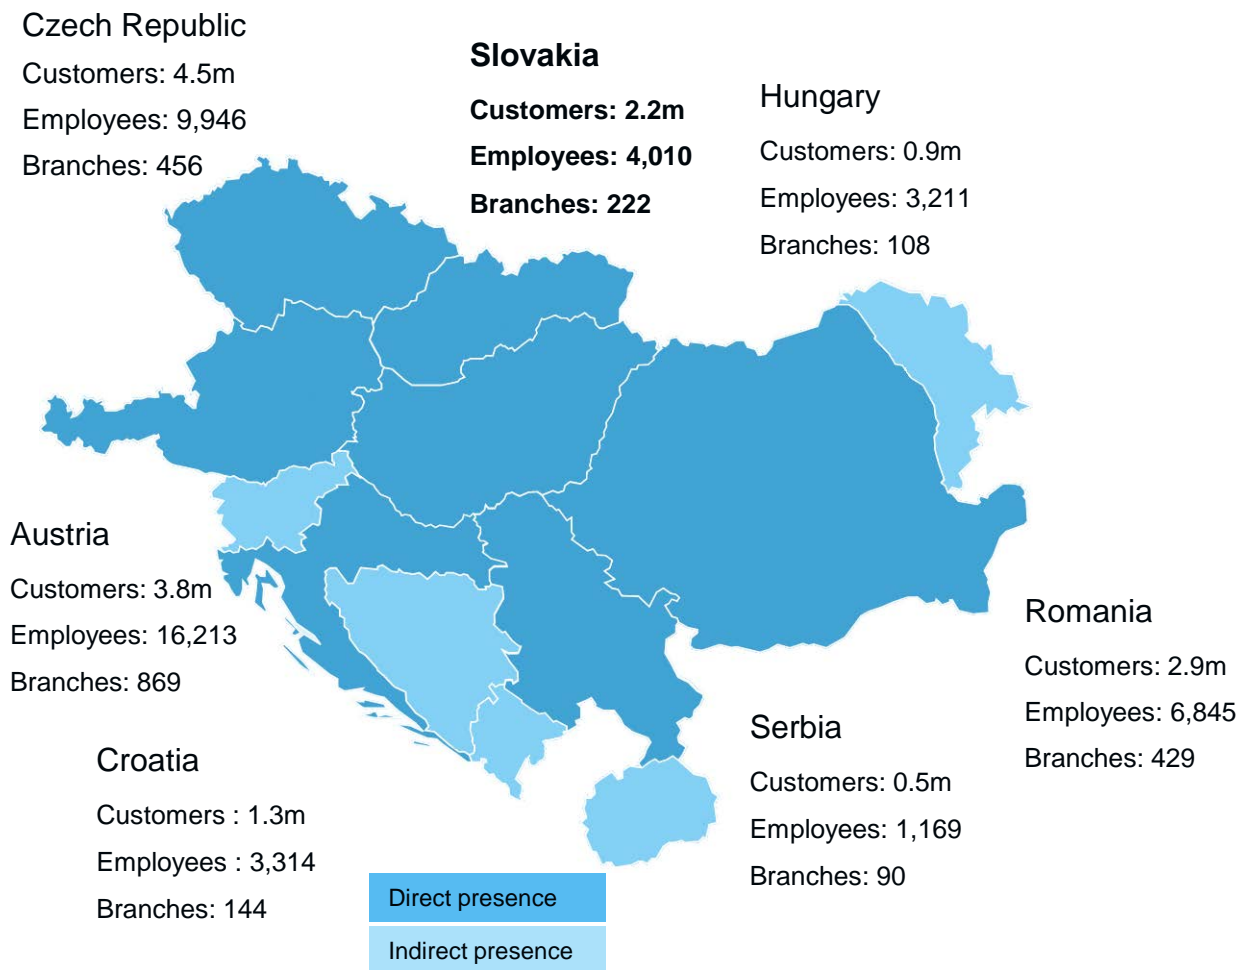 Czech Republic
Customers: 4.5m
Employees: 9,946
Branches: 456
Slovakia
Customers: 2.2m
Employees: 4,010
Branches: 222
Hungary
Customers: 0.9m
Employees: 3,211
Branches: 108
Austria
Customers: 3.8m
Employees: 16,213
Branches: 869
Romania
Customers: 2.9m
Employees: 6,845
Branches: 429
Serbia
Customers: 0.5m
Employees: 1,169
Branches: 90
Croatia
Customers : 1.3m
Employees : 3,314
Branches: 144
Direct presence
Indirect presence